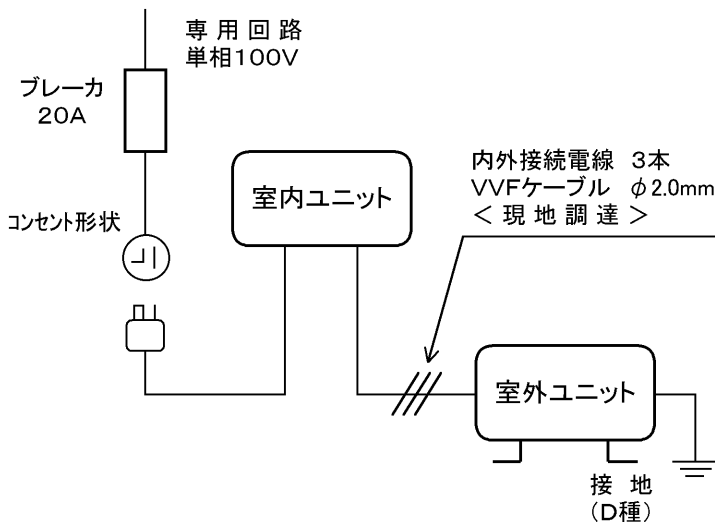 専用回路
単相100V
ブレーカ
20A
コンセント形状
室内ユニット
内外接続電線 3本
VVFケーブル φ2.0mm
<現地調達>
室外ユニット
接地
(D種)